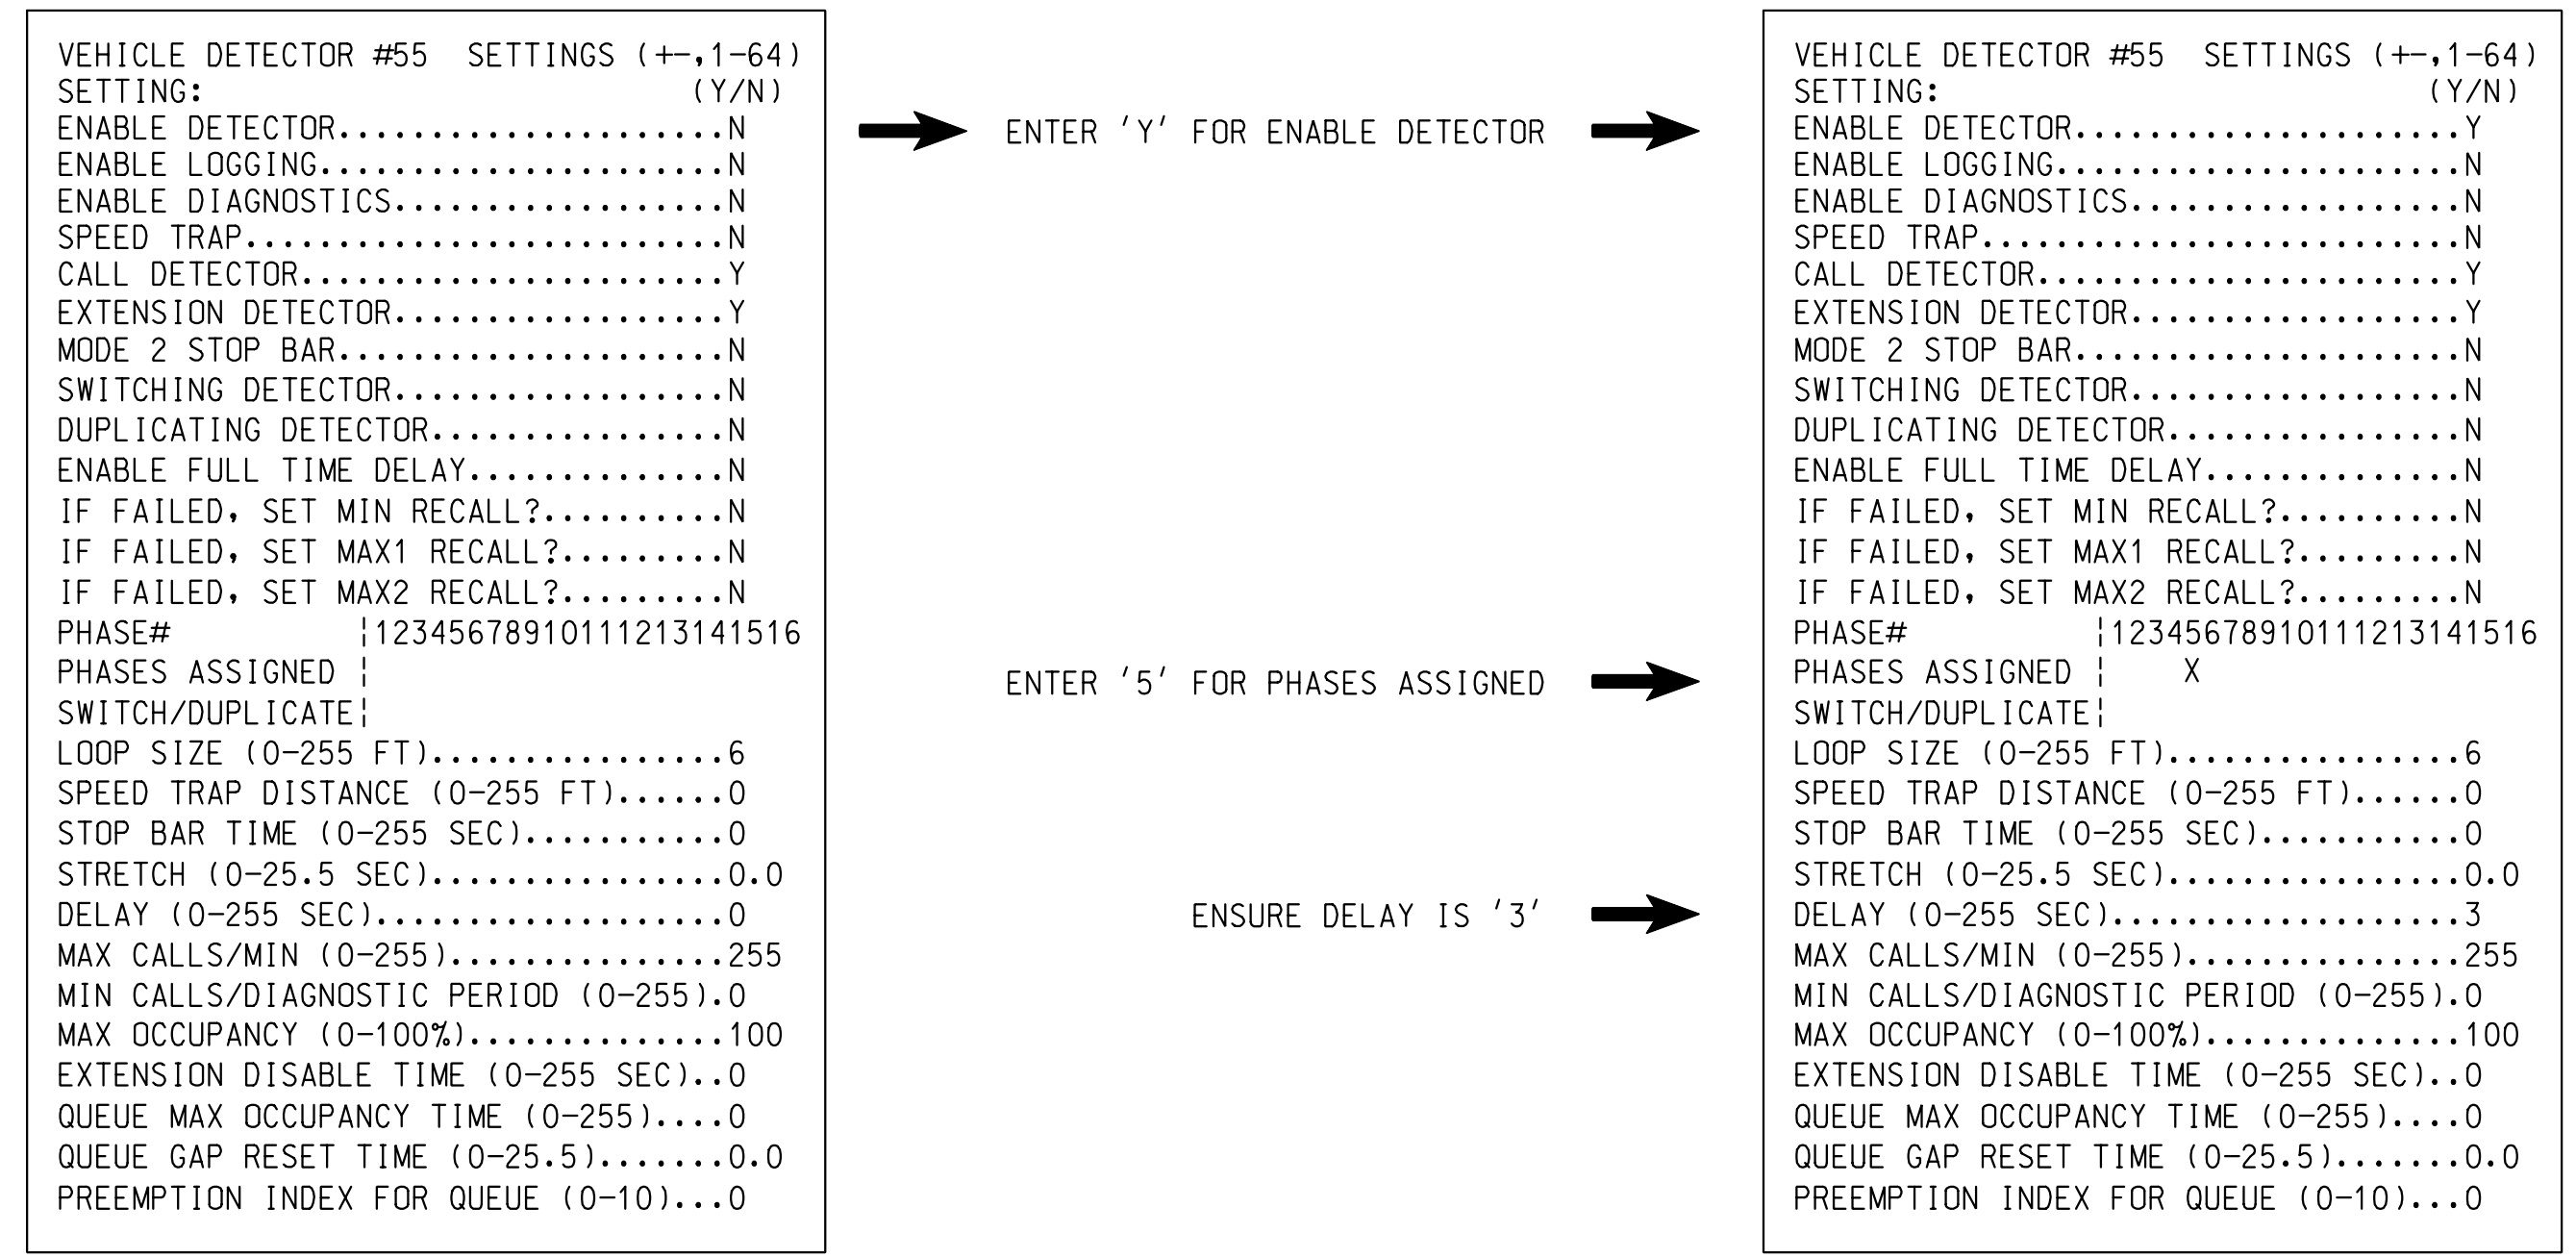 VEHICLE DETECTOR #55  SETTINGS (+-,1-64)
SETTING:                          (Y/N)
ENABLE DETECTOR.....................N
ENABLE LOGGING......................N
ENABLE DIAGNOSTICS..................N
SPEED TRAP..........................N
CALL DETECTOR.......................Y
EXTENSION DETECTOR..................Y
MODE 2 STOP BAR.....................N
SWITCHING DETECTOR..................N
DUPLICATING DETECTOR................N
ENABLE FULL TIME DELAY..............N
IF FAILED, SET MIN RECALL?..........N
IF FAILED, SET MAX1 RECALL?.........N
IF FAILED, SET MAX2 RECALL?.........N
PHASE#          |12345678910111213141516
PHASES ASSIGNED |
SWITCH/DUPLICATE|
LOOP SIZE (0-255 FT)................6
SPEED TRAP DISTANCE (0-255 FT)......0
STOP BAR TIME (0-255 SEC)...........0
STRETCH (0-25.5 SEC)................0.0
DELAY (0-255 SEC)...................0
MAX CALLS/MIN (0-255)...............255
MIN CALLS/DIAGNOSTIC PERIOD (0-255).0
MAX OCCUPANCY (0-100%)..............100
EXTENSION DISABLE TIME (0-255 SEC)..0
QUEUE MAX OCCUPANCY TIME (0-255)....0
QUEUE GAP RESET TIME (0-25.5).......0.0
PREEMPTION INDEX FOR QUEUE (0-10)...0
ENTER 'Y' FOR ENABLE DETECTOR
ENTER '5' FOR PHASES ASSIGNED
ENSURE DELAY IS '3'
VEHICLE DETECTOR #55  SETTINGS (+-,1-64)
SETTING:                          (Y/N)
ENABLE DETECTOR.....................Y
ENABLE LOGGING......................N
ENABLE DIAGNOSTICS..................N
SPEED TRAP..........................N
CALL DETECTOR.......................Y
EXTENSION DETECTOR..................Y
MODE 2 STOP BAR.....................N
SWITCHING DETECTOR..................N
DUPLICATING DETECTOR................N
ENABLE FULL TIME DELAY..............N
IF FAILED, SET MIN RECALL?..........N
IF FAILED, SET MAX1 RECALL?.........N
IF FAILED, SET MAX2 RECALL?.........N
PHASE#          |12345678910111213141516
PHASES ASSIGNED |    X
SWITCH/DUPLICATE|
LOOP SIZE (0-255 FT)................6
SPEED TRAP DISTANCE (0-255 FT)......0
STOP BAR TIME (0-255 SEC)...........0
STRETCH (0-25.5 SEC)................0.0
DELAY (0-255 SEC)...................3
MAX CALLS/MIN (0-255)...............255
MIN CALLS/DIAGNOSTIC PERIOD (0-255).0
MAX OCCUPANCY (0-100%)..............100
EXTENSION DISABLE TIME (0-255 SEC)..0
QUEUE MAX OCCUPANCY TIME (0-255)....0
QUEUE GAP RESET TIME (0-25.5).......0.0
PREEMPTION INDEX FOR QUEUE (0-10)...0